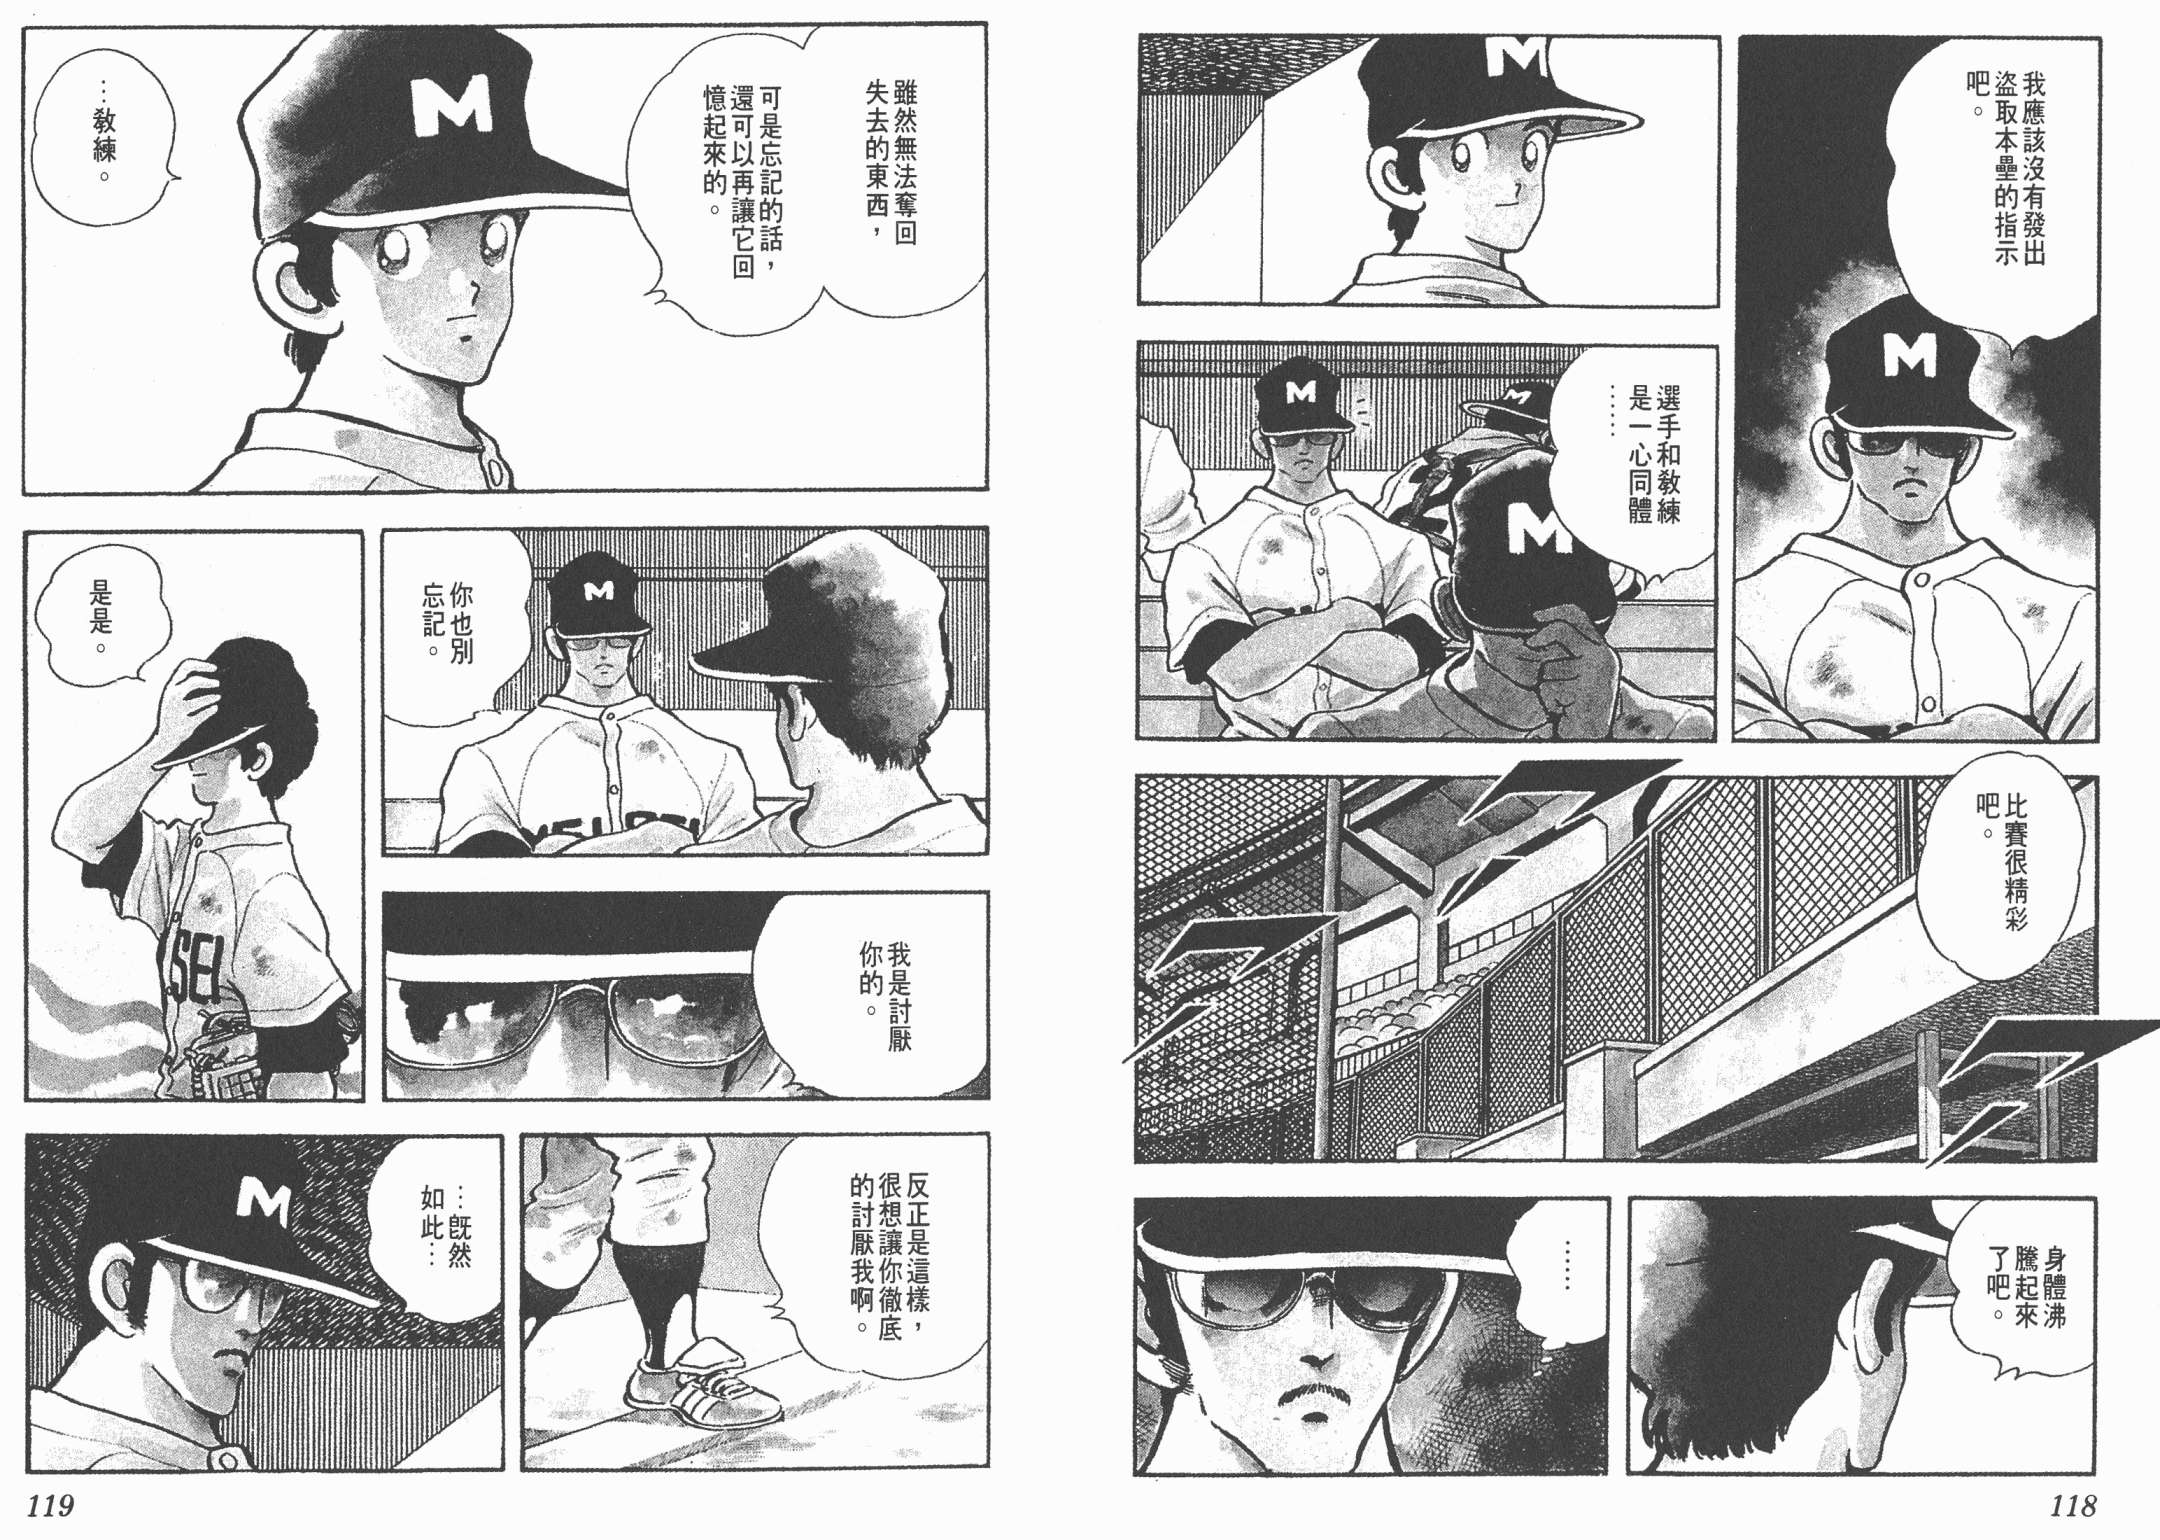 我應該沒有發出
盜取本壘的指示
吧。
M
M
選手和教練
是一心同體
……
M
M
M
比賽很精彩
吧。
身體沸
騰起來
了吧。
……
118
雖然無法奪回
失去的東西，
可是忘記的話，
還可以再讓它回
憶起來的。
M
…教練。
你也別
忘記。
M
是是。
SEI
我是討厭
你的。
反正是這樣，
很想讓你徹底
的討厭我啊。
…既然
如此…
M
119